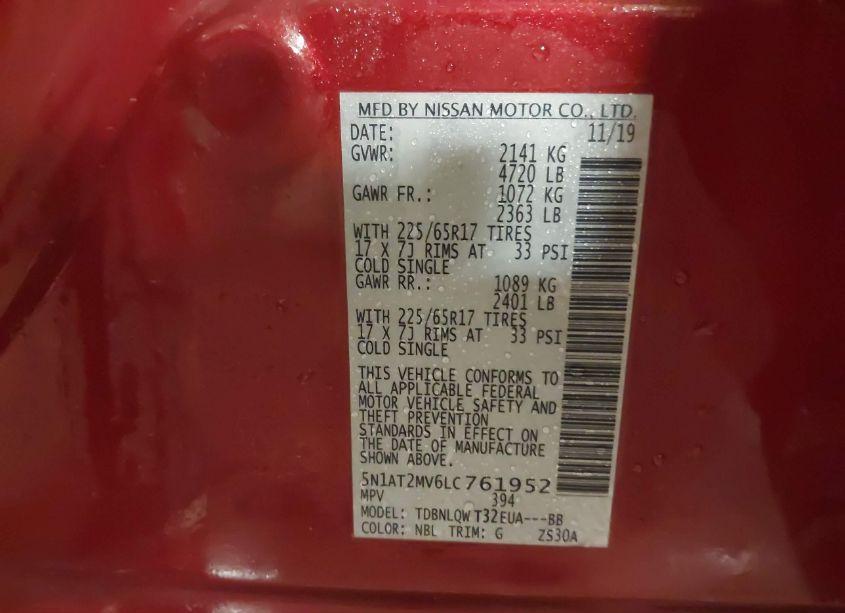 MFD BY NISSAN MOTOR CO., LTD.
DATE: 11/19
GVWR: 2141 KG
4720 LB
GAWR FR.: 1072 KG
2363 LB
WITH 225/65R17 TIRES
17 X 7J RIMS AT 33 PSI
COLD SINGLE
GAWR RR.: 1089 KG
2401 LB
WITH 225/65R17 TIRES
17 X 7J RIMS AT 33 PSI
COLD SINGLE
THIS VEHICLE CONFORMS TO
ALL APPLICABLE FEDERAL
MOTOR VEHICLE SAFETY AND
THEFT PREVENTION
STANDARDS IN EFFECT ON
THE DATE OF MANUFACTURE
SHOWN ABOVE.
5N1AT2MV6LC761952
MPV 394
MODEL: TDBNLQWT32EUA---BB
COLOR: NBL TRIM: G ZS30A